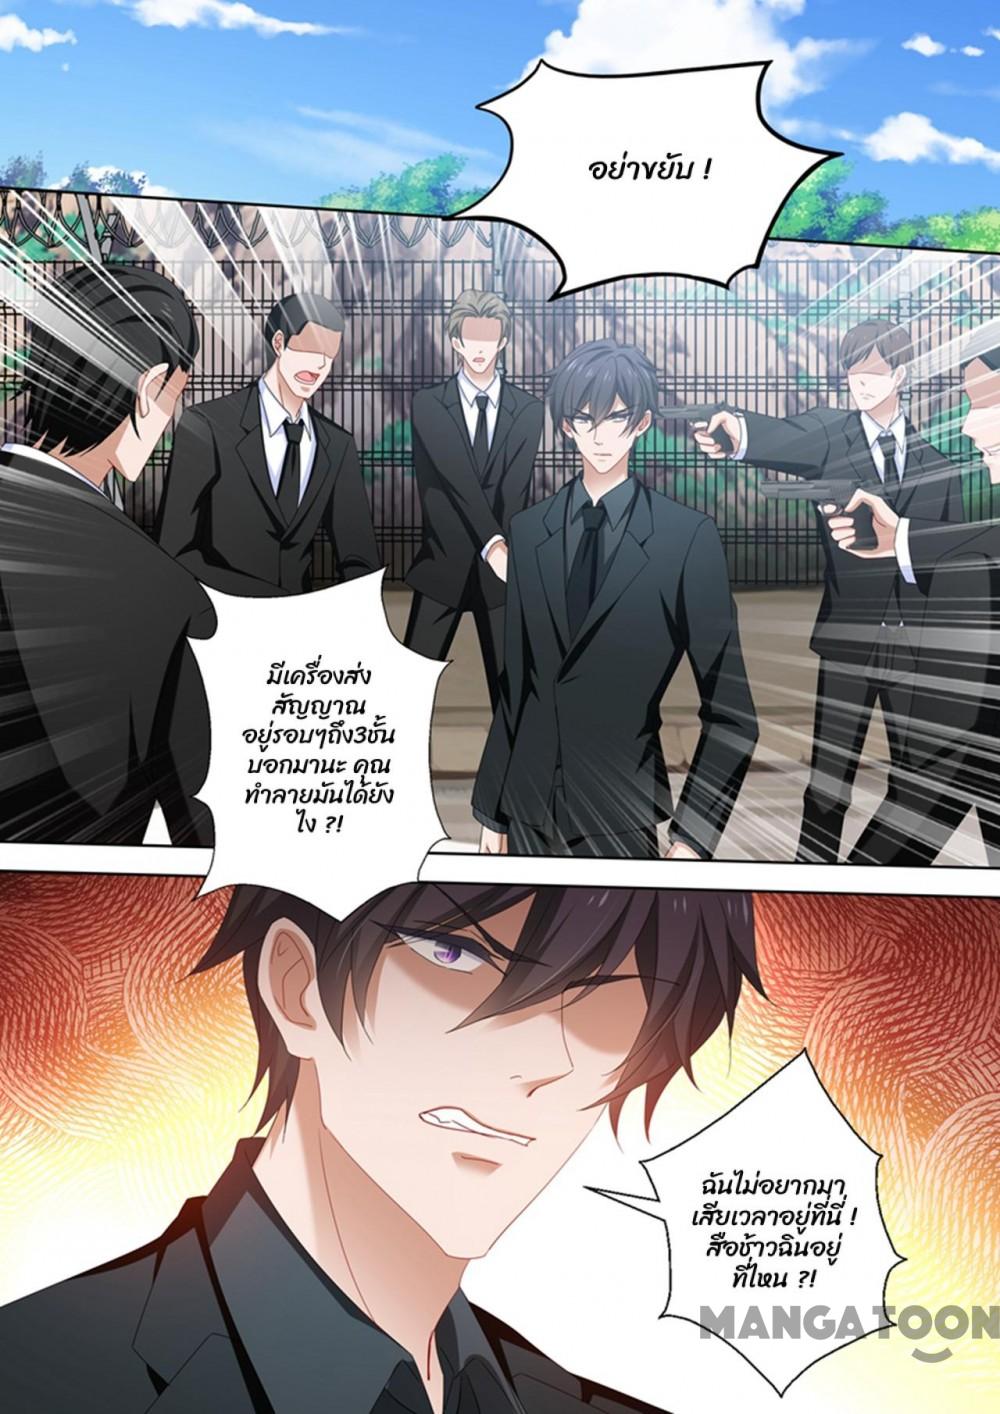 อย่าขยับ !
มีเครื่องส่ง
สัญญาณ
อยู่รอบๆถึง3ชั้น
บอกมานะ คุณ
ทำลายมันได้ยัง
ไง ?!
ฉันไม่อยากมา
เสียเวลาอยู่ที่นี่ !
สือช้าวฉินอยู่
ที่ไหน ?!
MANGATOON